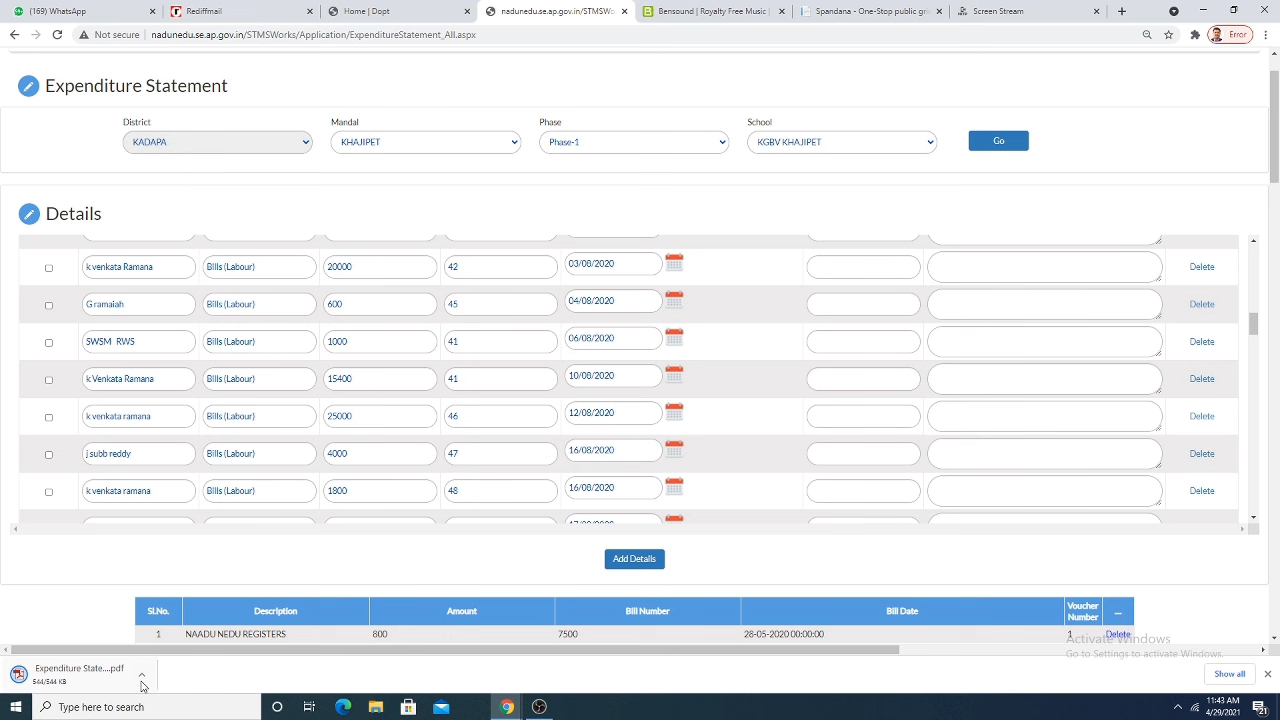 (169) WhatsApp
Rediffmail
Home | Dopt
nadunedu.se.ap.gov.in/STMSWo
Bensound | Royalty Free Music |
Spandana – One-Stop public gri
Screen Stream
Not secure | nadunedu.se.ap.gov.in/STMSWorks/Application/ExpenditureStatement_All.aspx
Error
Expenditure Statement
District Mandal Phase School
KADAPA KHAJIPET Phase-1 KGBV KHAJIPET Go
Details
k venkata Ramana Bills (Labour) 20000 42 03/08/2020 Delete
G ramaiah Bills (Labour) 600 45 04/08/2020 Delete
SWSM RWS Bills (Labour) 1000 41 06/08/2020 Delete
k Venkata Ramana Bills (Labour) 15400 41 10/08/2020 Delete
k venkata ramana Bills (Labour) 25000 46 12/08/2020 Delete
j subb reddy Bills (Labour) 4000 47 16/08/2020 Delete
k venkata ramana Bills (Labour) 1800 48 16/08/2020 Delete
Add Details
Sl.No. Description Amount Bill Number Bill Date Voucher Number ...
1 NAADU NEDU REGISTERS 800 7500 28-05-2020 00:00:00 1 Delete
Activate Windows
Go to Settings to activate Windows.
Expenditure State....pdf
544/544 KB
Show all
Type here to search
11:43 AM
4/29/2021
21